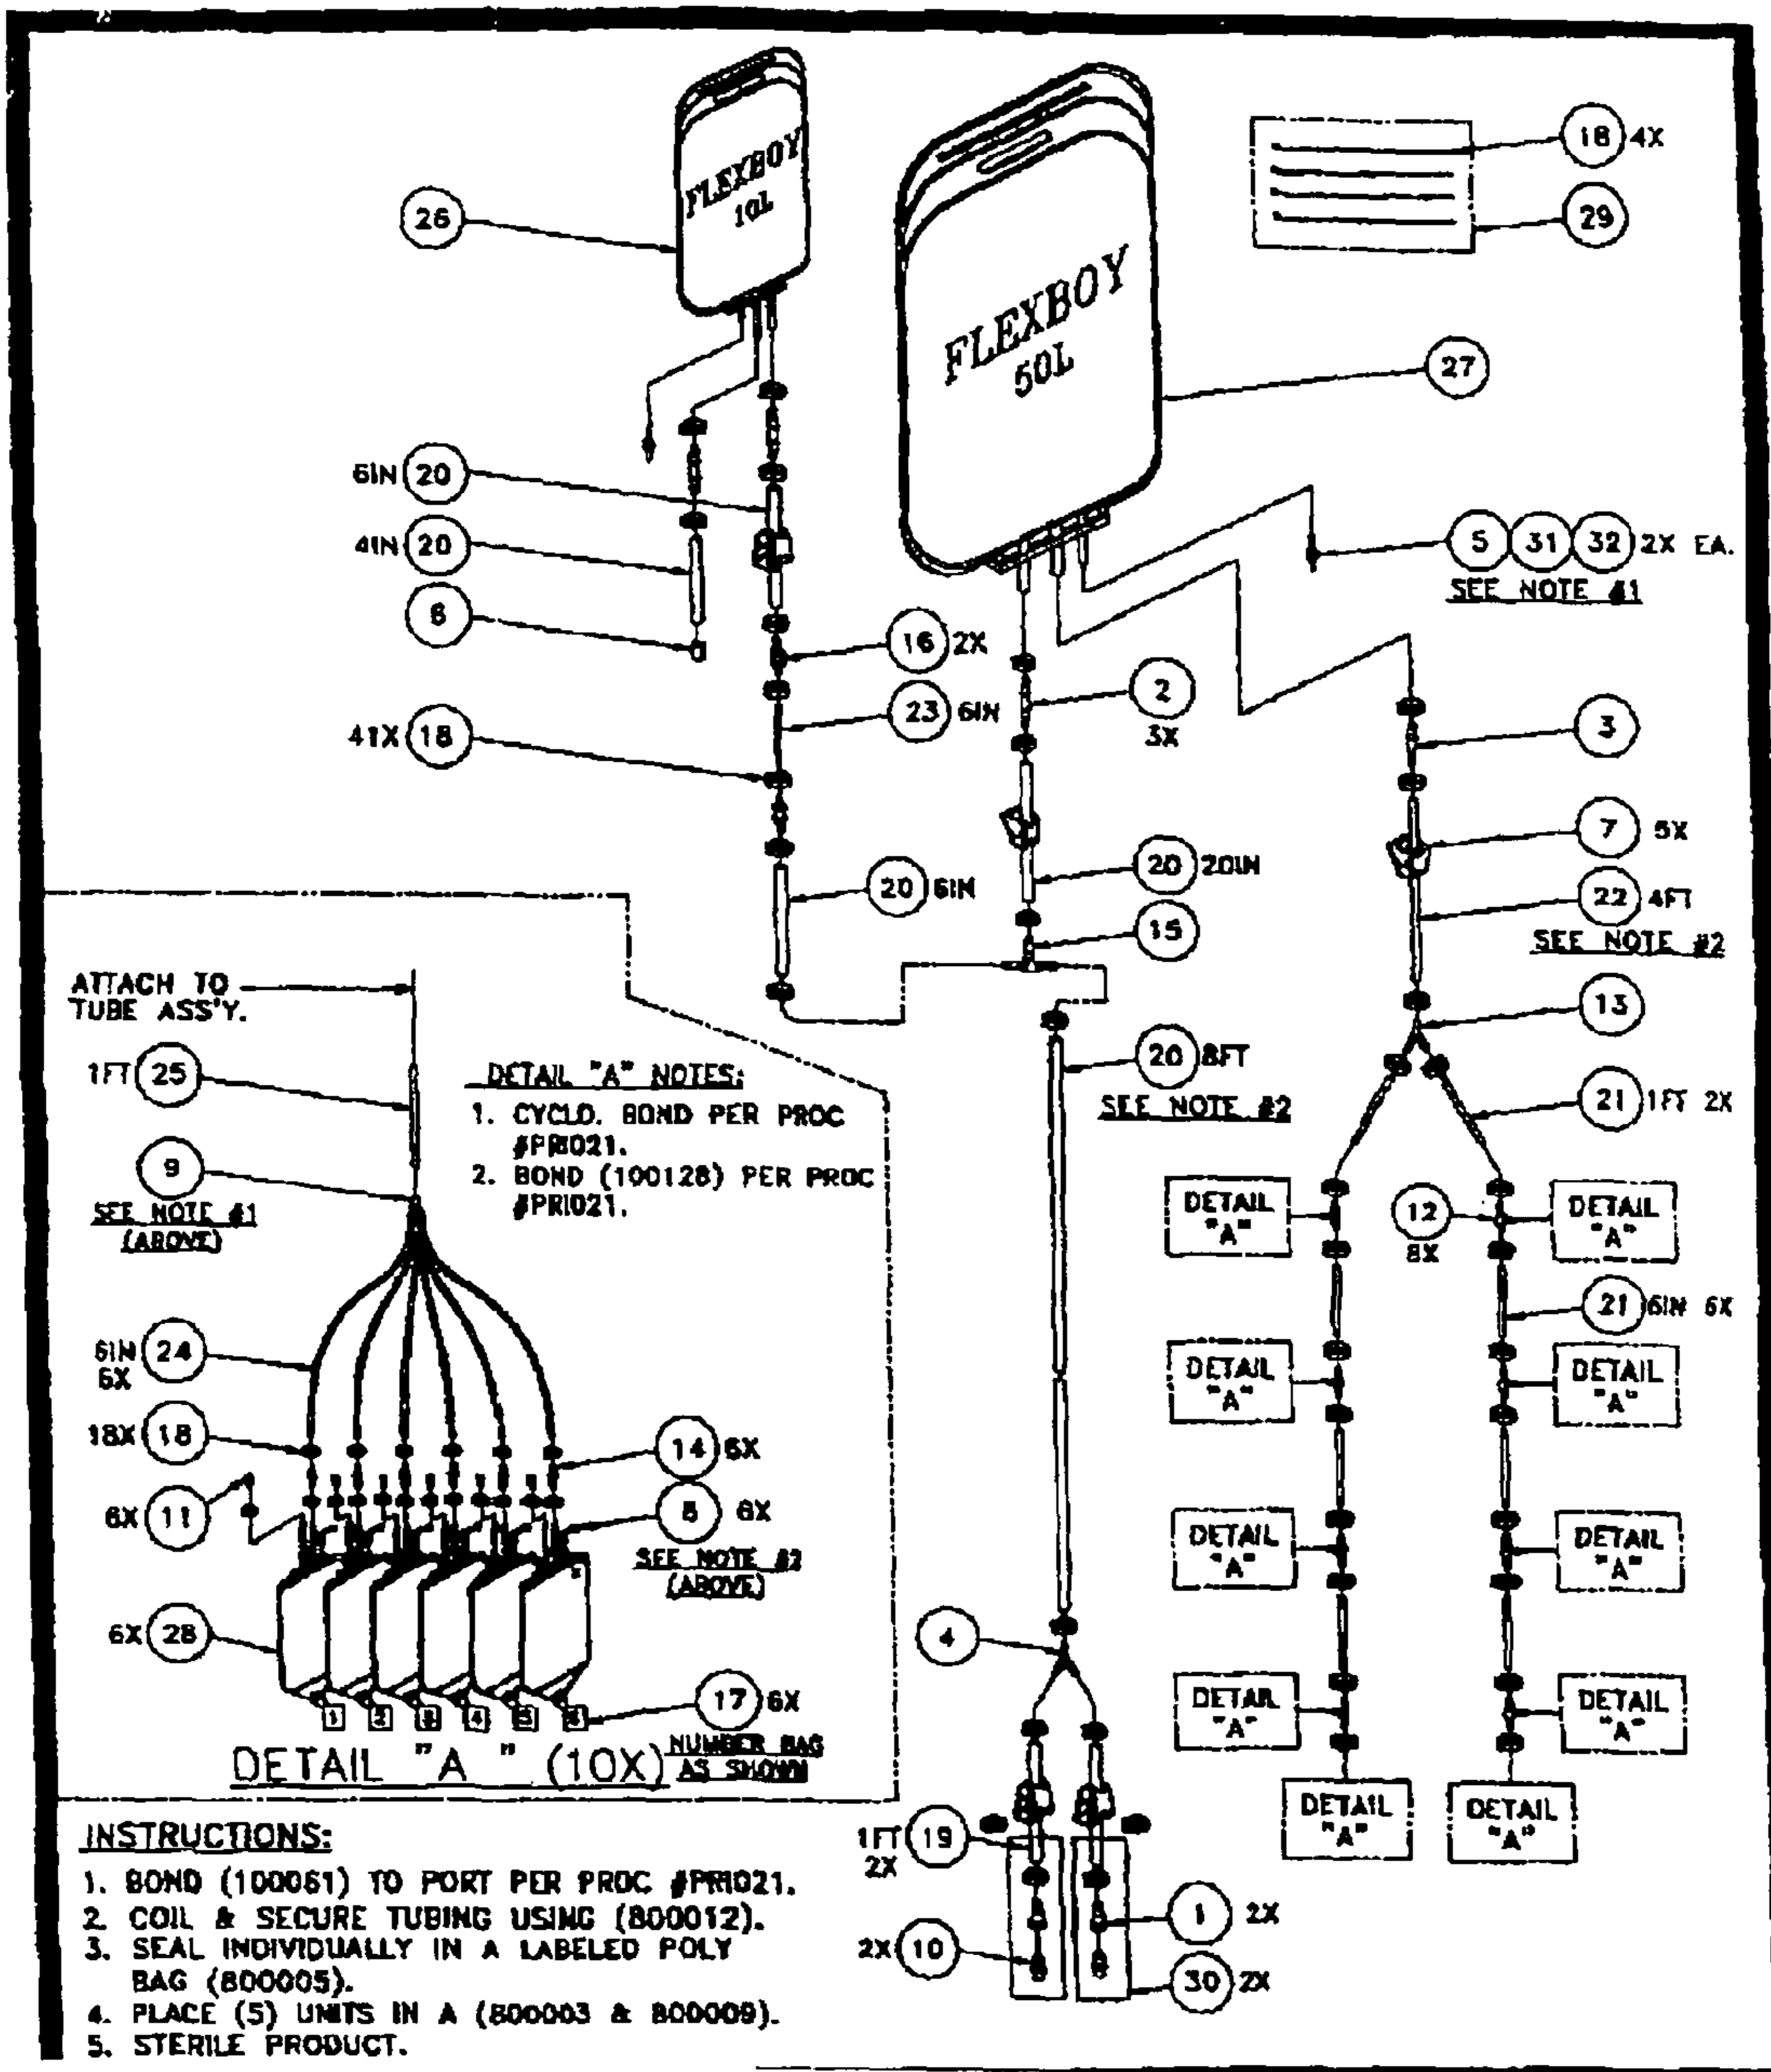 FLEXBOY
10L
26
FLEXBOY
50L
18 4X
29
27
6IN 20
4IN 20
6
5 31 32 2X EA.
SEE NOTE #1
16 2X
23 6IN
41X 18
2
3X
3
7 5X
22 4FT
SEE NOTE #2
20 6IN
20 20IN
15
13
20 8FT
SEE NOTE #2
21 1FT 2X
DETAIL
"A"
12
8X
DETAIL
"A"
21 6IN 6X
DETAIL
"A"
DETAIL
"A"
DETAIL
"A"
DETAIL
"A"
DETAIL
"A"
DETAIL
"A"
DETAIL
"A"
DETAIL
"A"
4
1FT 19
2X
2X 10
1 2X
30 2X
ATTACH TO
TUBE ASS'Y.
1FT 25
9
SEE NOTE #1
(ABOVE)
DETAIL "A" NOTES:
1. CYCLO. BOND PER PROC
#PRI021.
2. BOND (100128) PER PROC
#PRI021.
6IN 24
6X
18X 18
6X 11
14 6X
8 6X
SEE NOTE #2
(ABOVE)
6X 28
17 6X
1 2 3 4 5 6
DETAIL "A" (10X)
NUMBER BAG
AS SHOWN
INSTRUCTIONS:
1. BOND (100061) TO PORT PER PROC #PRI021.
2. COIL & SECURE TUBING USING (800012).
3. SEAL INDIVIDUALLY IN A LABELED POLY
BAG (800005).
4. PLACE (5) UNITS IN A (800003 & 800009).
5. STERILE PRODUCT.